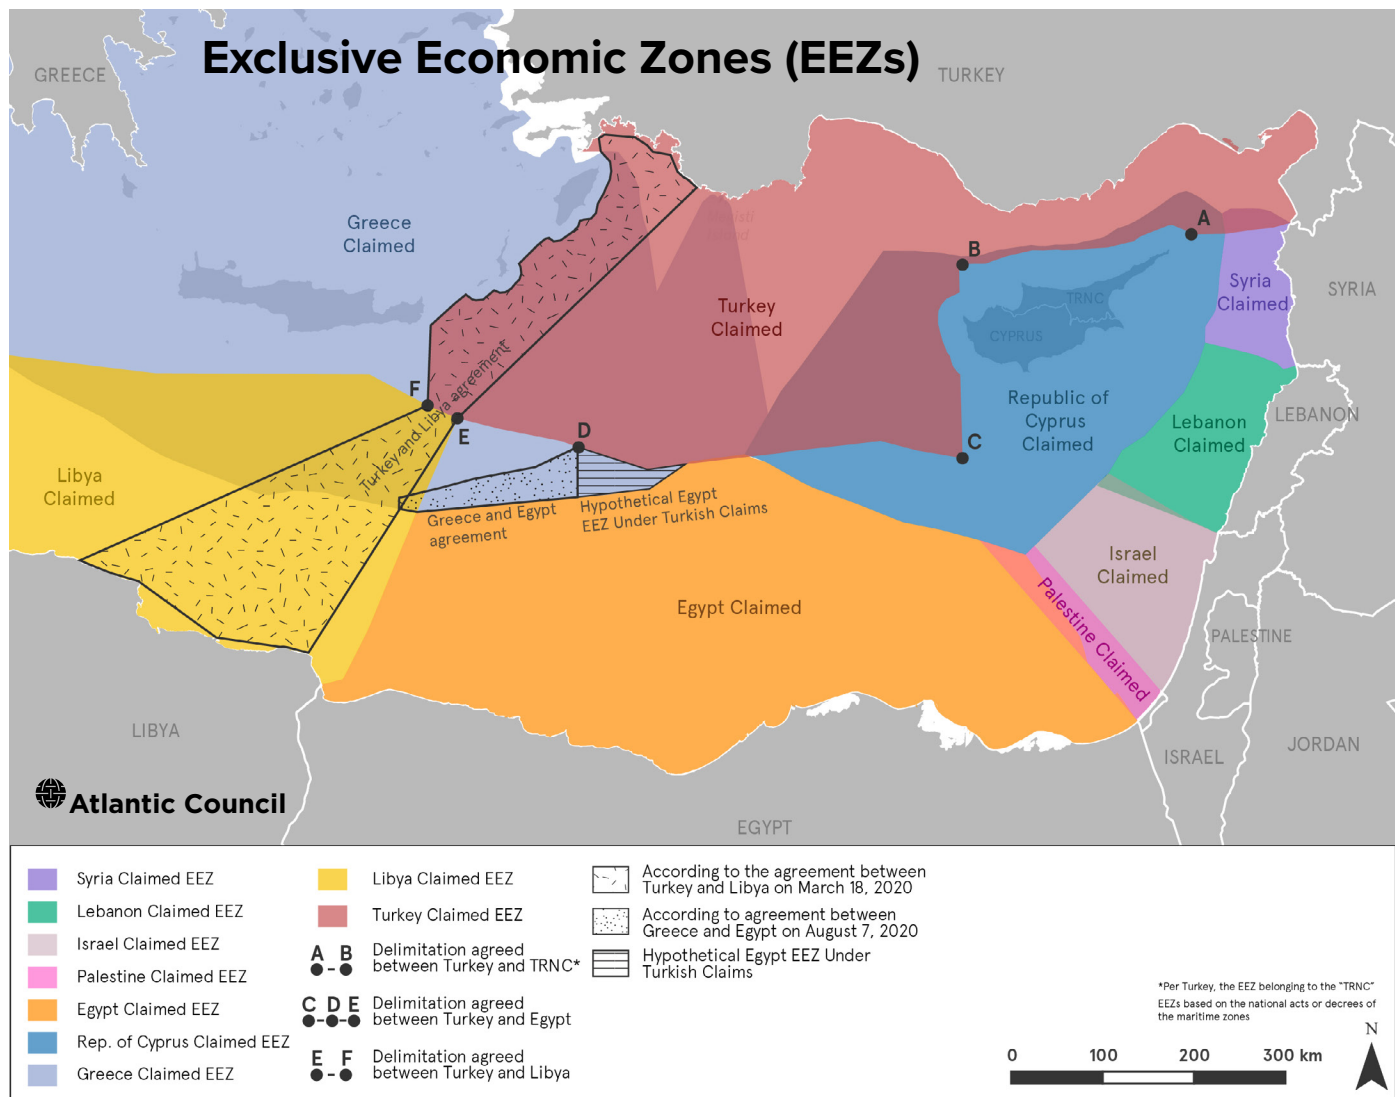 Exclusive Economic Zones (EEZs)
GREECE
TURKEY
Greece
Claimed
A
B
Syria
Claimed
SYRIA
TRNC
Turkey
Claimed
CYPRUS
F
Turkey and Libya agreement
Republic of
Cyprus
Claimed
LEBANON
Lebanon
Claimed
E
D
C
Libya
Claimed
Greece and Egypt
agreement
Hypothetical Egypt
EEZ Under Turkish Claims
Israel
Claimed
Egypt Claimed
Palestine Claimed
PALESTINE
LIBYA
ISRAEL
JORDAN
Atlantic Council
EGYPT
Syria Claimed EEZ
Lebanon Claimed EEZ
Israel Claimed EEZ
Palestine Claimed EEZ
Egypt Claimed EEZ
Rep. of Cyprus Claimed EEZ
Greece Claimed EEZ
Libya Claimed EEZ
Turkey Claimed EEZ
A B
Delimitation agreed
between Turkey and TRNC*
C D E
Delimitation agreed
between Turkey and Egypt
E F
Delimitation agreed
between Turkey and Libya
According to the agreement between
Turkey and Libya on March 18, 2020
According to agreement between
Greece and Egypt on August 7, 2020
Hypothetical Egypt EEZ Under
Turkish Claims
*Per Turkey, the EEZ belonging to the “TRNC”
EEZs based on the national acts or decrees of
the maritime zones
N
0 100 200 300 km